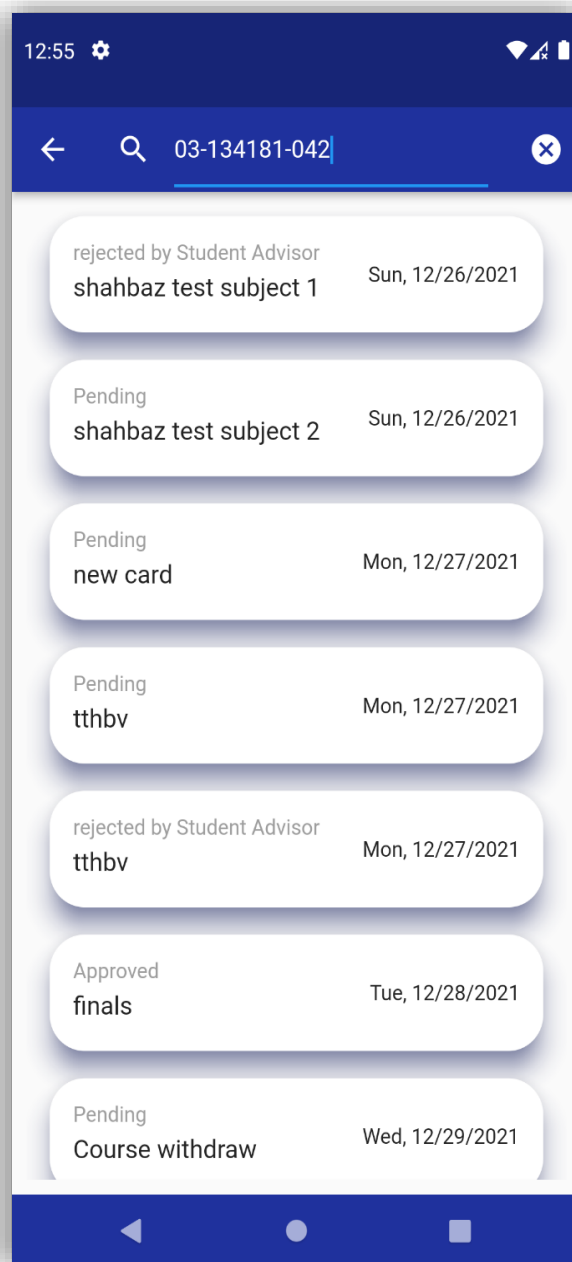 12:55
03-134181-042
rejected by Student Advisor
shahbaz test subject 1
Sun, 12/26/2021
Pending
shahbaz test subject 2
Sun, 12/26/2021
Pending
new card
Mon, 12/27/2021
Pending
tthbv
Mon, 12/27/2021
rejected by Student Advisor
tthbv
Mon, 12/27/2021
Approved
finals
Tue, 12/28/2021
Pending
Course withdraw
Wed, 12/29/2021